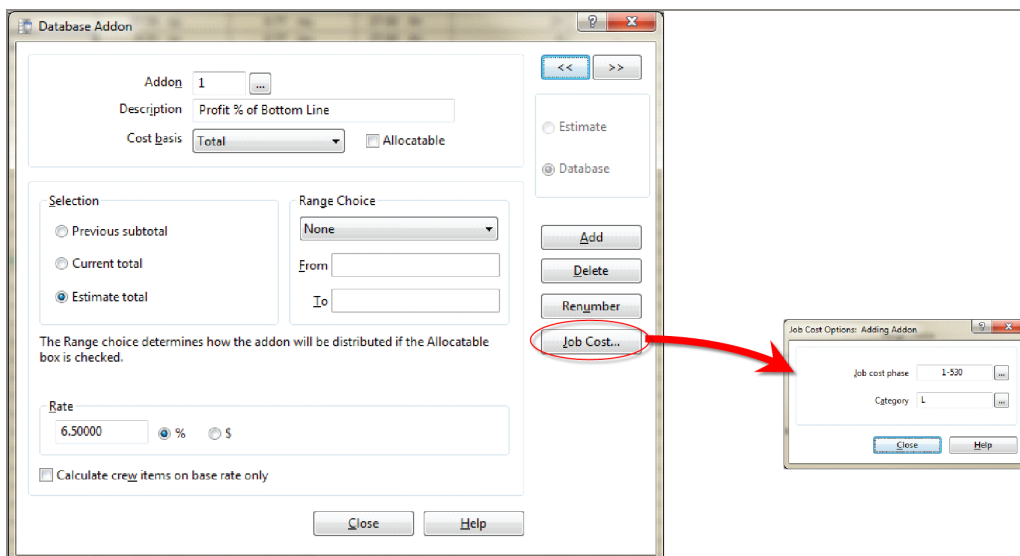 Database Addon
<< >>
Addon 1 ...
Description Profit % of Bottom Line
Cost basis Total Allocatable
Estimate
Database
Selection
Previous subtotal
Current total
Estimate total
Range Choice
None
From
To
Add
Delete
Renumber
Job Cost...
The Range choice determines how the addon will be distributed if the Allocatable
box is checked.
Rate
6.50000 % $
Calculate crew items on base rate only
Close Help
Job Cost Options: Adding Addon
Job cost phase 1-530 ...
Category L ...
Close Help